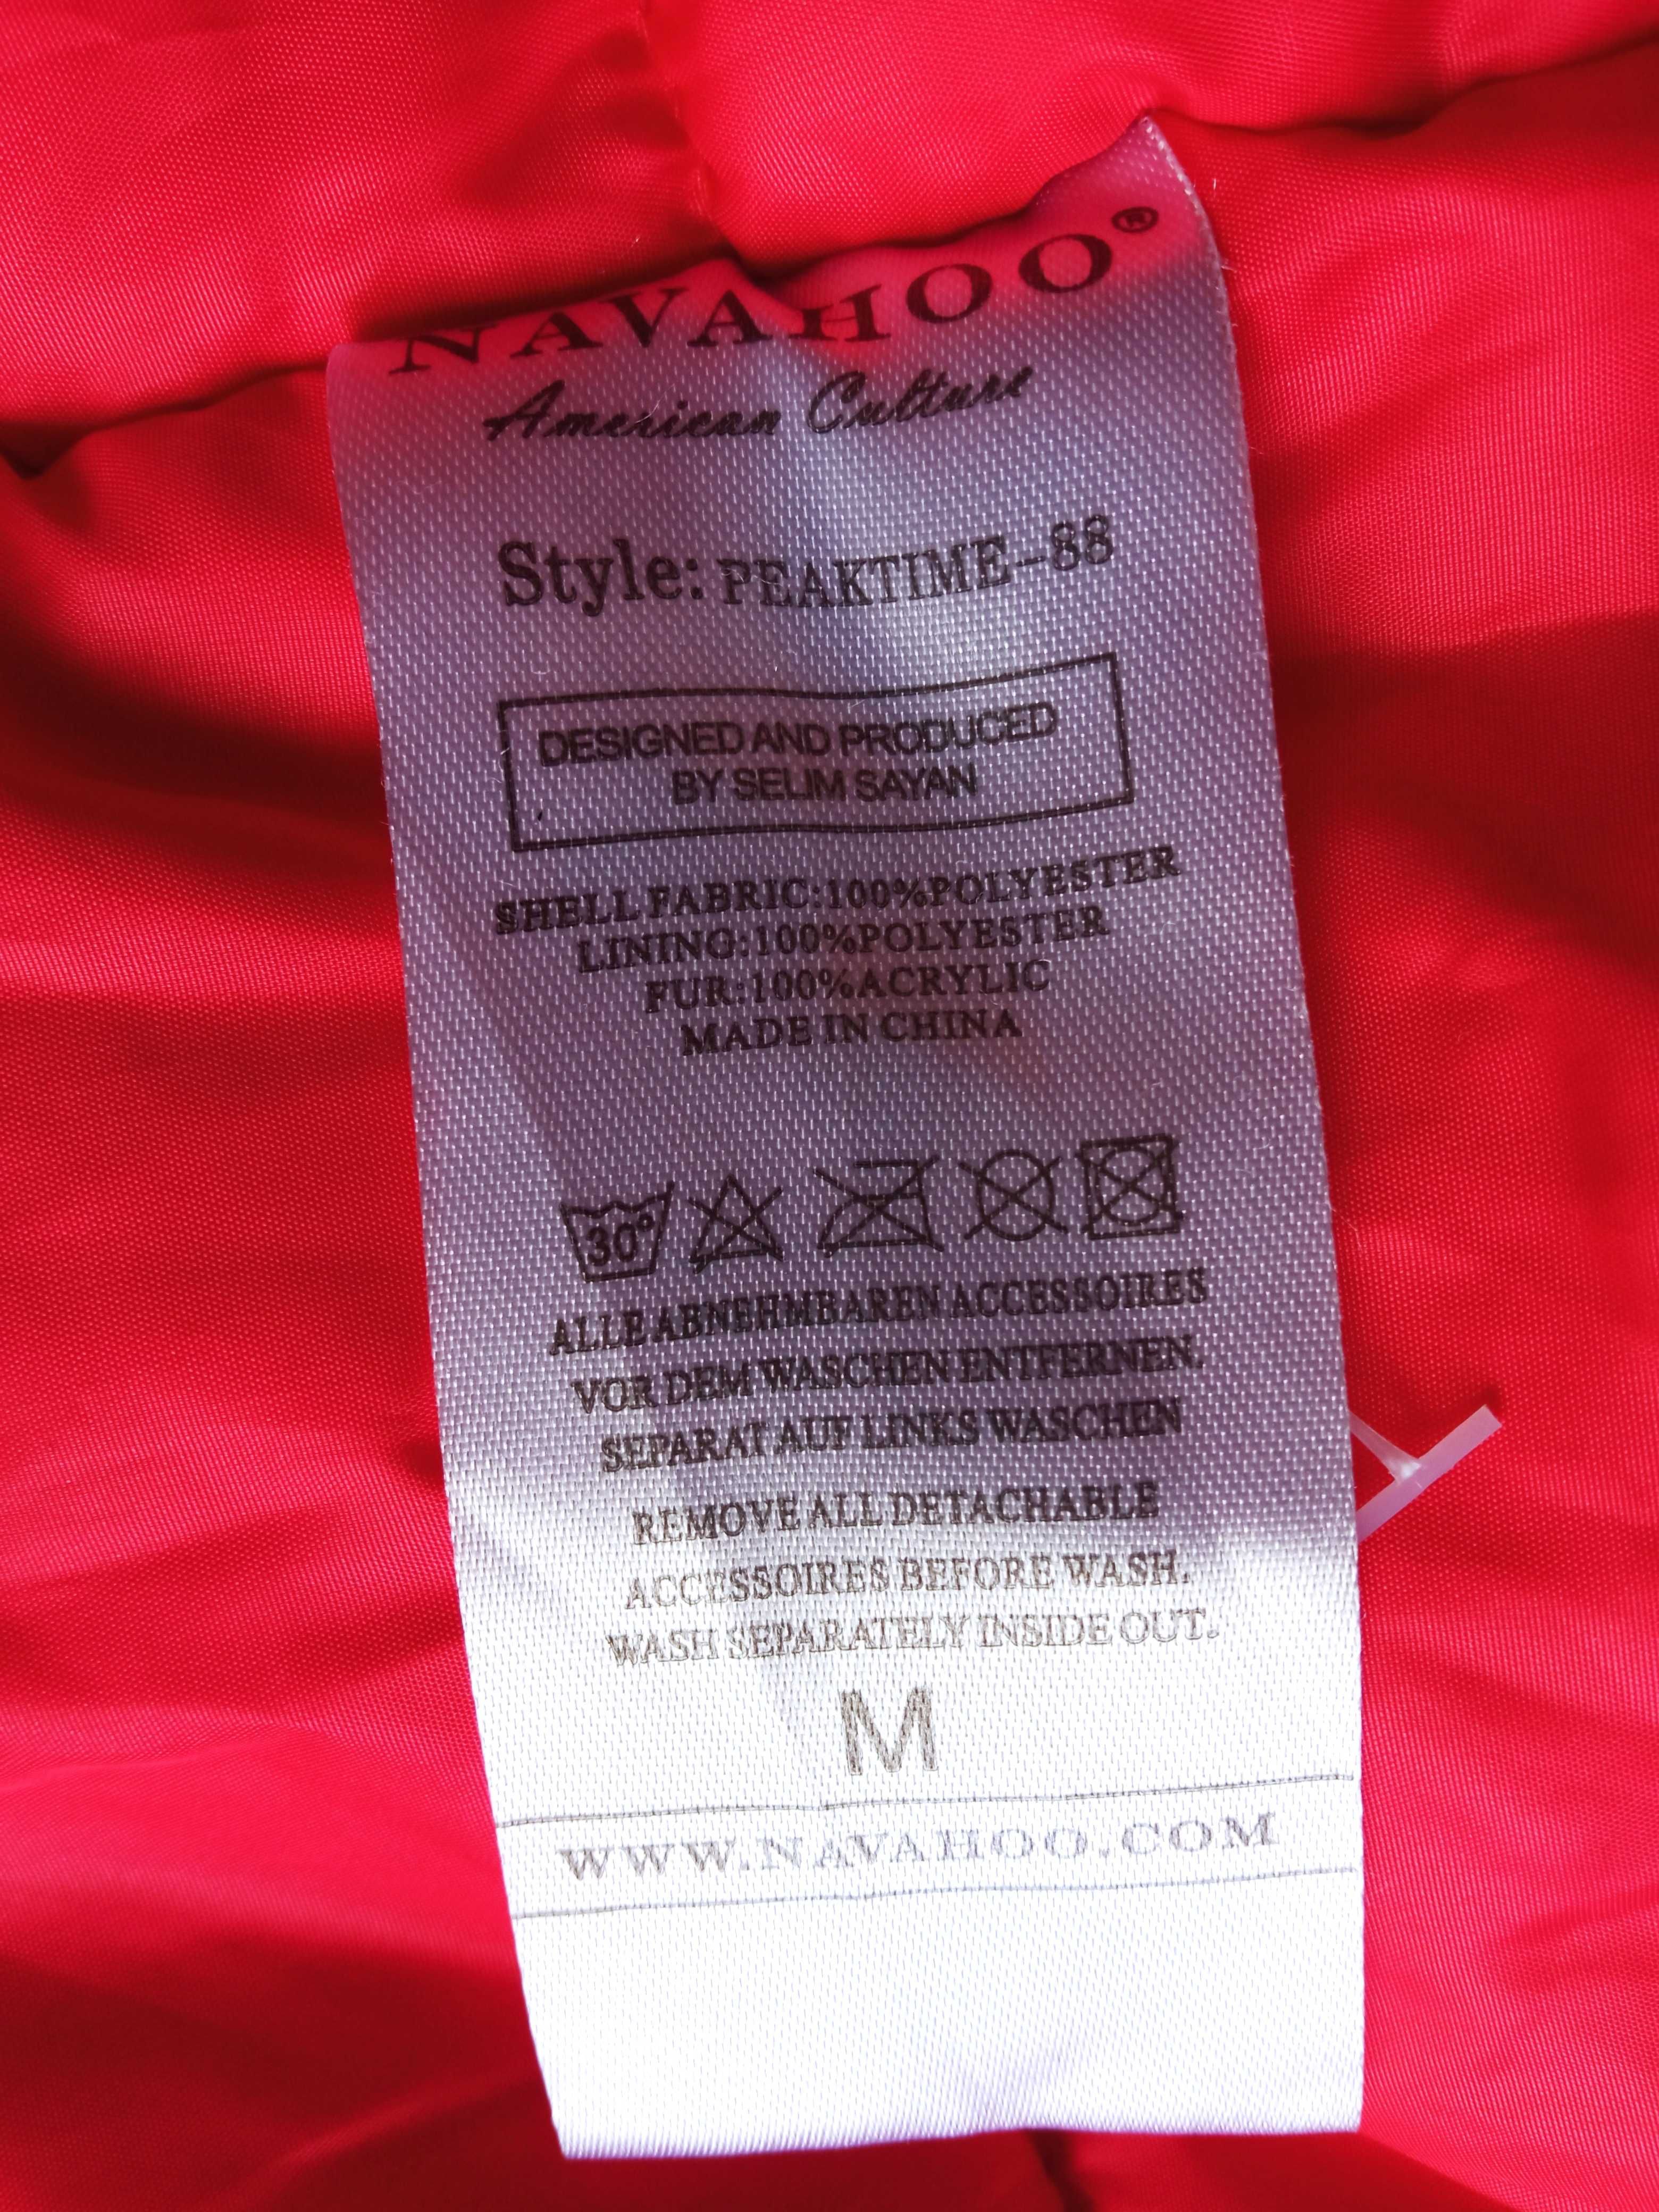 NAVAHOO®
American Culture
Style: PEAKTIME-88
DESIGNED AND PRODUCED
BY SELIM SAYAN
SHELL FABRIC:100%POLYESTER
LINING:100%POLYESTER
FUR:100%ACRYLIC
MADE IN CHINA
30°
ALLE ABNEHMBAREN ACCESSOIRES
VOR DEM WASCHEN ENTFERNEN.
SEPARAT AUF LINKS WASCHEN
REMOVE ALL DETACHABLE
ACCESSOIRES BEFORE WASH.
WASH SEPARATELY INSIDE OUT.
M
WWW.NAVAHOO.COM